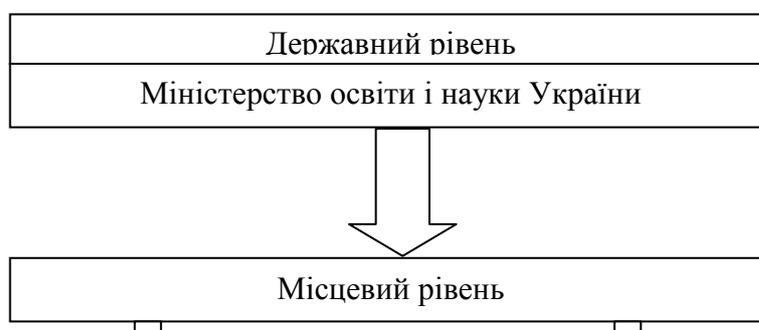 Державний рівень
Міністерство освіти і науки України
Місцевий рівень